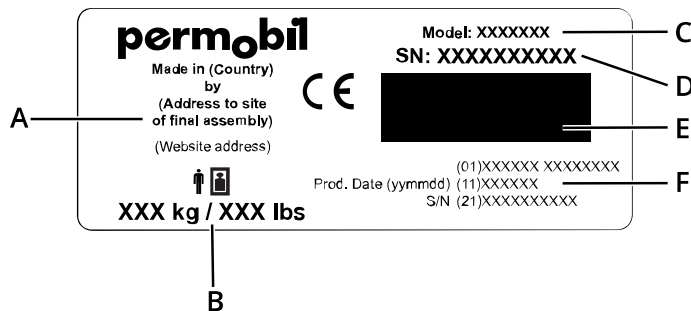 permobil
Made in (Country)
by
(Address to site
of final assembly)
(Website address)
XXX kg / XXX lbs
Model: XXXXXXX
SN: XXXXXXXXXX
CE
(01)XXXXXX XXXXXXXX
Prod. Date (yymmdd) (11)XXXXXX
S/N (21)XXXXXXXXXX
A
B
C
D
E
F